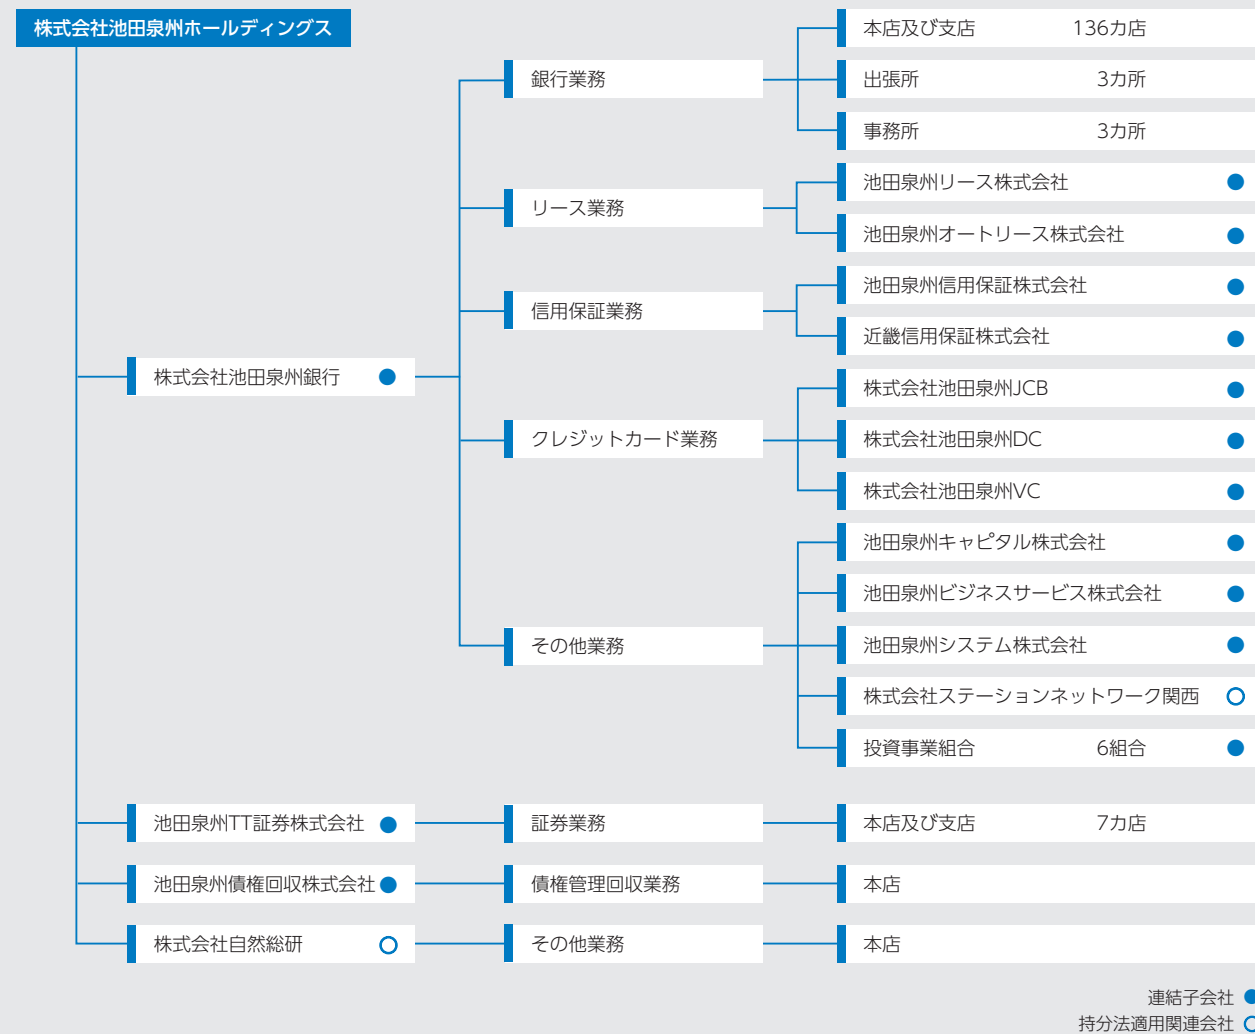 株式会社池田泉州ホールディングス
株式会社池田泉州銀行 ●
銀行業務
本店及び支店 136カ店
出張所 3カ所
事務所 3カ所
リース業務
池田泉州リース株式会社 ●
池田泉州オートリース株式会社 ●
信用保証業務
池田泉州信用保証株式会社 ●
近畿信用保証株式会社 ●
クレジットカード業務
株式会社池田泉州JCB ●
株式会社池田泉州DC ●
株式会社池田泉州VC ●
その他業務
池田泉州キャピタル株式会社 ●
池田泉州ビジネスサービス株式会社 ●
池田泉州システム株式会社 ●
株式会社ステーションネットワーク関西 ○
投資事業組合 6組合 ●
池田泉州TT証券株式会社 ●
証券業務
本店及び支店 7カ店
池田泉州債権回収株式会社 ●
債権管理回収業務
本店
株式会社自然総研 ○
その他業務
本店
連結子会社 ●
持分法適用関連会社 ○